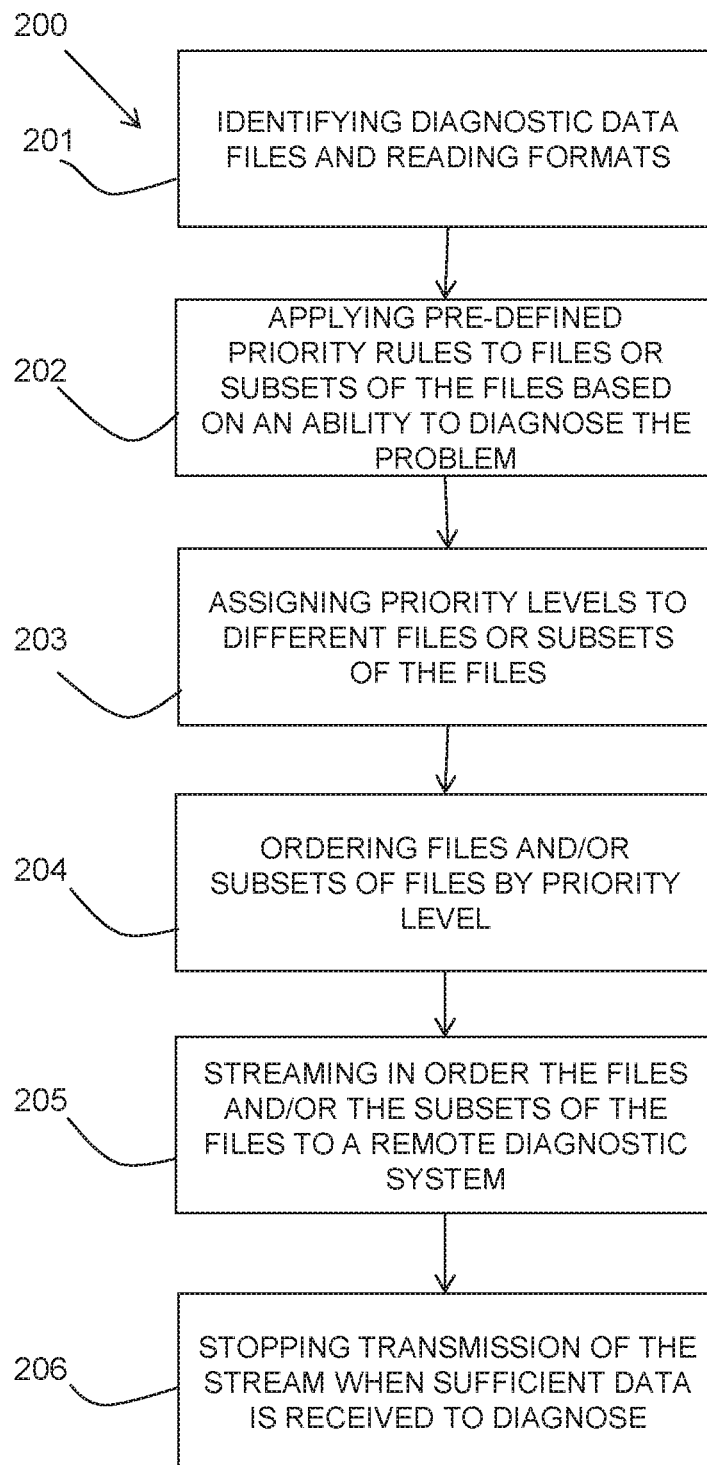 200
201
IDENTIFYING DIAGNOSTIC DATA
FILES AND READING FORMATS
202
APPLYING PRE-DEFINED
PRIORITY RULES TO FILES OR
SUBSETS OF THE FILES BASED
ON AN ABILITY TO DIAGNOSE THE
PROBLEM
203
ASSIGNING PRIORITY LEVELS TO
DIFFERENT FILES OR SUBSETS
OF THE FILES
204
ORDERING FILES AND/OR
SUBSETS OF FILES BY PRIORITY
LEVEL
205
STREAMING IN ORDER THE FILES
AND/OR THE SUBSETS OF THE
FILES TO A REMOTE DIAGNOSTIC
SYSTEM
206
STOPPING TRANSMISSION OF THE
STREAM WHEN SUFFICIENT DATA
IS RECEIVED TO DIAGNOSE